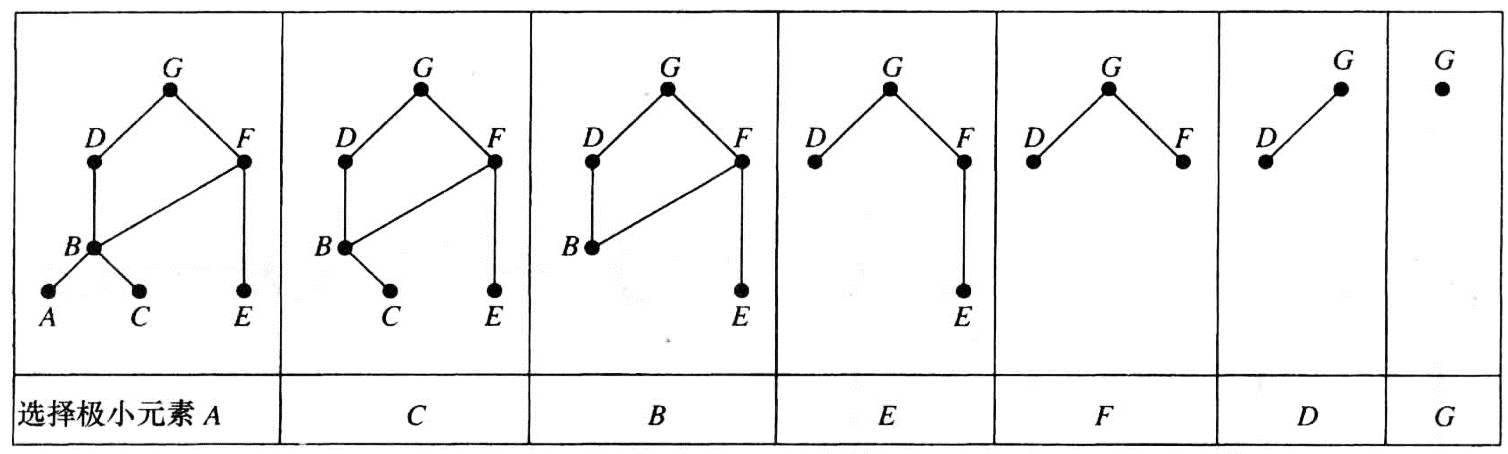 G G G G G G G
D F D F D F D F D F D
B B B
A C E C E E E
选择极小元素 A C B E F D G